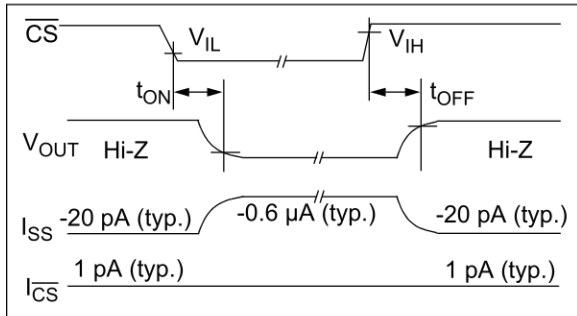 CS V_IL V_IH
t_ON t_OFF
V_OUT Hi-Z Hi-Z
I_SS -20 pA (typ.) -0.6 µA (typ.) -20 pA (typ.)
I_CS 1 pA (typ.) 1 pA (typ.)